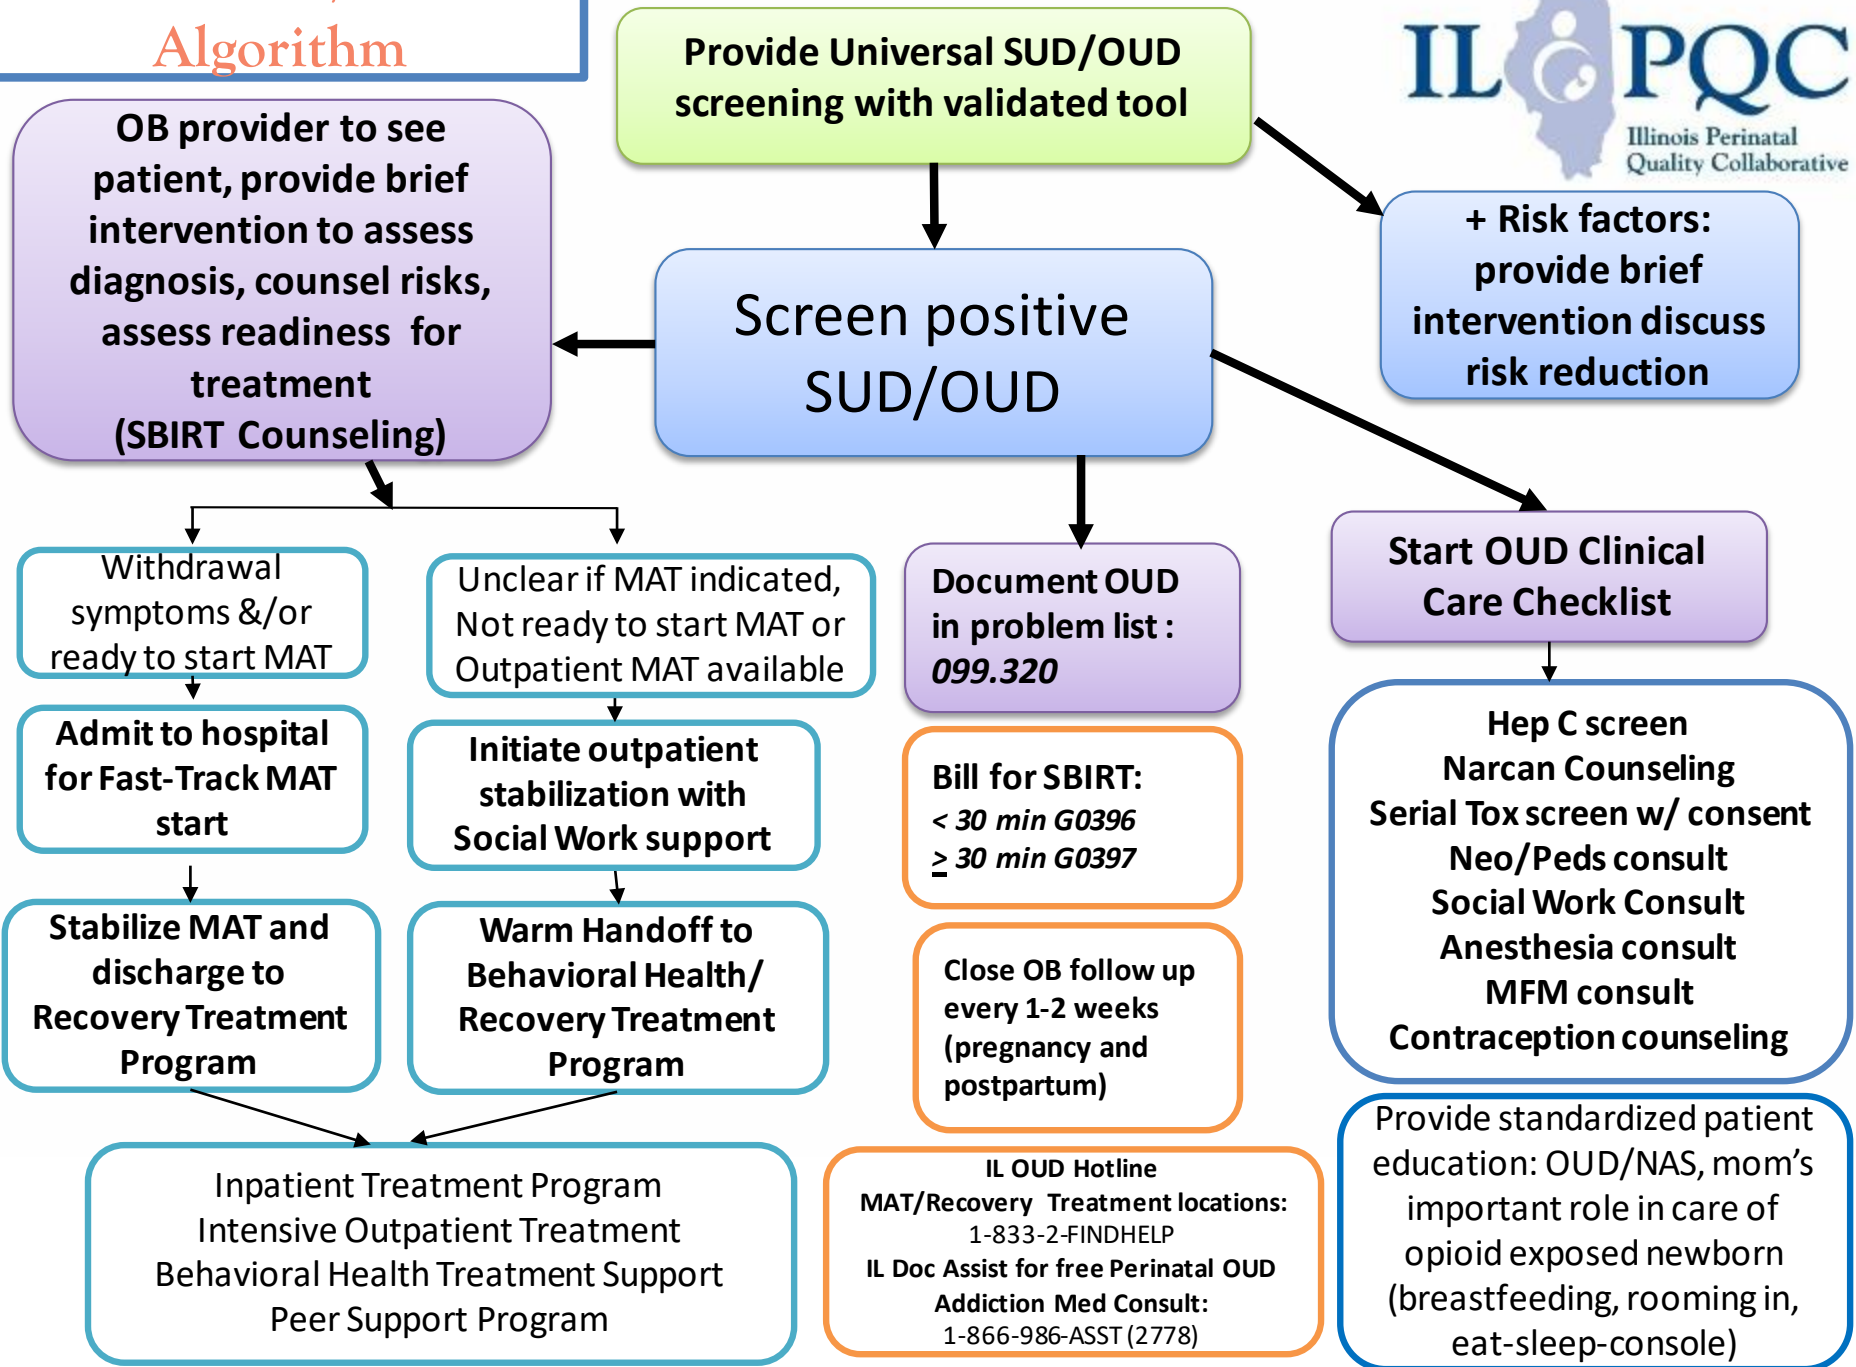 Algorithm
Provide Universal SUD/OUD
screening with validated tool
IL PQC
Illinois Perinatal
Quality Collaborative
OB provider to see
patient, provide brief
intervention to assess
diagnosis, counsel risks,
assess readiness for
treatment
(SBIRT Counseling)
Screen positive
SUD/OUD
+ Risk factors:
provide brief
intervention discuss
risk reduction
Withdrawal
symptoms &/or
ready to start MAT
Unclear if MAT indicated,
Not ready to start MAT or
Outpatient MAT available
Document OUD
in problem list :
099.320
Start OUD Clinical
Care Checklist
Admit to hospital
for Fast-Track MAT
start
Initiate outpatient
stabilization with
Social Work support
Bill for SBIRT:
< 30 min G0396
≥ 30 min G0397
Hep C screen
Narcan Counseling
Serial Tox screen w/ consent
Neo/Peds consult
Social Work Consult
Anesthesia consult
MFM consult
Contraception counseling
Stabilize MAT and
discharge to
Recovery Treatment
Program
Warm Handoff to
Behavioral Health/
Recovery Treatment
Program
Close OB follow up
every 1-2 weeks
(pregnancy and
postpartum)
Inpatient Treatment Program
Intensive Outpatient Treatment
Behavioral Health Treatment Support
Peer Support Program
IL OUD Hotline
MAT/Recovery Treatment locations:
1-833-2-FINDHELP
IL Doc Assist for free Perinatal OUD
Addiction Med Consult:
1-866-986-ASST (2778)
Provide standardized patient
education: OUD/NAS, mom's
important role in care of
opioid exposed newborn
(breastfeeding, rooming in,
eat-sleep-console)